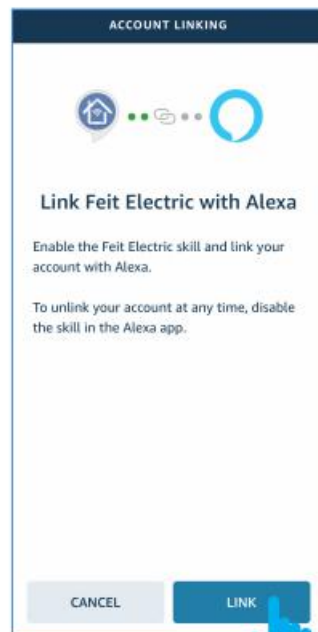 ACCOUNT LINKING
Link Feit Electric with Alexa
Enable the Feit Electric skill and link your
account with Alexa.
To unlink your account at any time, disable
the skill in the Alexa app.
CANCEL
LINK